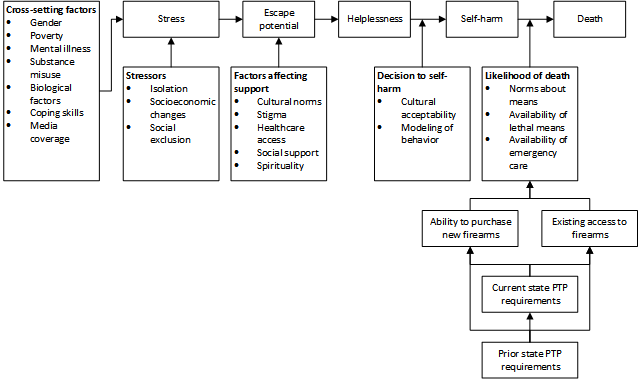 Cross-setting factors
• Gender
• Poverty
• Mental illness
• Substance
misuse
• Biological
factors
• Coping skills
• Media
coverage
Stress
Escape
potential
Helplessness
Self-harm
Death
Stressors
• Isolation
• Socioeconomic
changes
• Social
exclusion
Factors affecting
support
• Cultural norms
• Stigma
• Healthcare
access
• Social support
• Spirituality
Decision to self-
harm
• Cultural
acceptability
• Modeling of
behavior
Likelihood of death
• Norms about
means
• Availability of
lethal means
• Availability of
emergency
care
Ability to purchase
new firearms
Existing access to
firearms
Current state PTP
requirements
Prior state PTP
requirements